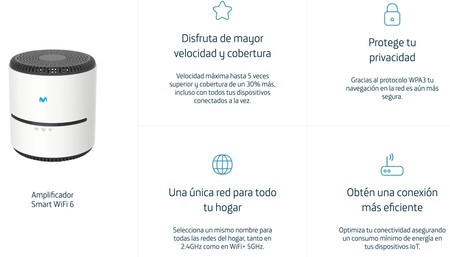 Disfruta de mayor
velocidad y cobertura
Velocidad máxima hasta 5 veces
superior y cobertura de un 30% más,
incluso con todos tus dispositivos
conectados a la vez.
Protege tu
privacidad
Gracias al protocolo WPA3 tu
navegación en la red es aún más
segura.
Amplificador
Smart WiFi 6
Una única red para todo
tu hogar
Selecciona un mismo nombre para
todas las redes del hogar, tanto en
2.4GHz como en WiFi+ 5GHz.
Obtén una conexión
más eficiente
Optimiza tu conectividad asegurando
un consumo mínimo de energía en
tus dispositivos IoT.